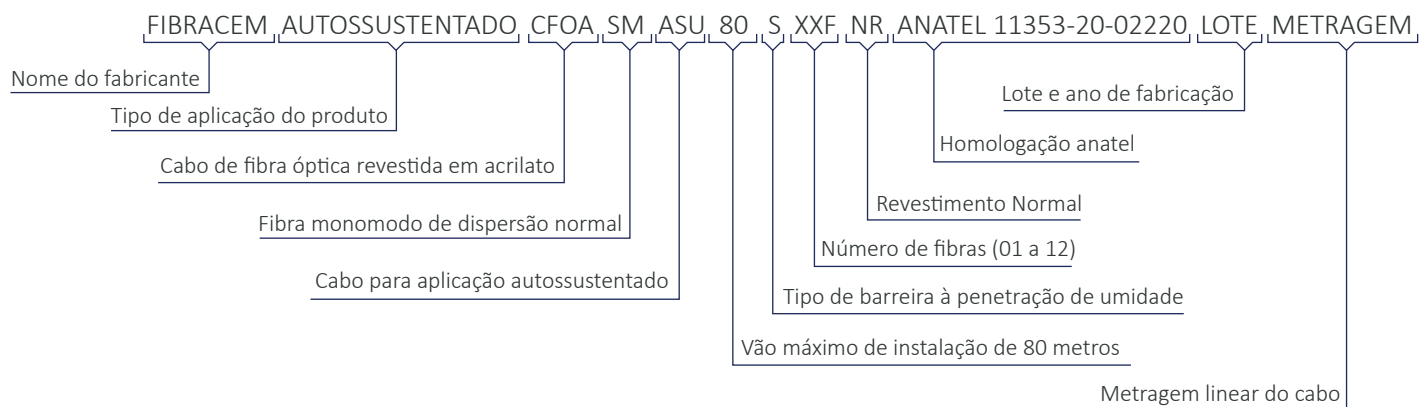 FIBRACEM AUTOSSUSTENTADO CFOA SM ASU 80 S XXF NR ANATEL 11353-20-02220 LOTE METRAGEM
Nome do fabricante
Lote e ano de fabricação
Tipo de aplicação do produto
Homologação anatel
Cabo de fibra óptica revestida em acrilato
Revestimento Normal
Fibra monomodo de dispersão normal
Número de fibras (01 a 12)
Cabo para aplicação autossustentado
Tipo de barreira à penetração de umidade
Vão máximo de instalação de 80 metros
Metragem linear do cabo